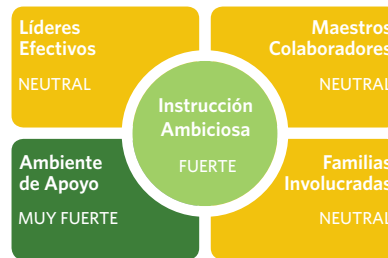 Líderes
Efectivos
NEUTRAL
Maestros
Colaboradores
NEUTRAL
Instrucción
Ambiciosa
FUERTE
Ambiente
de Apoyo
MUY FUERTE
Familias
Involucradas
NEUTRAL